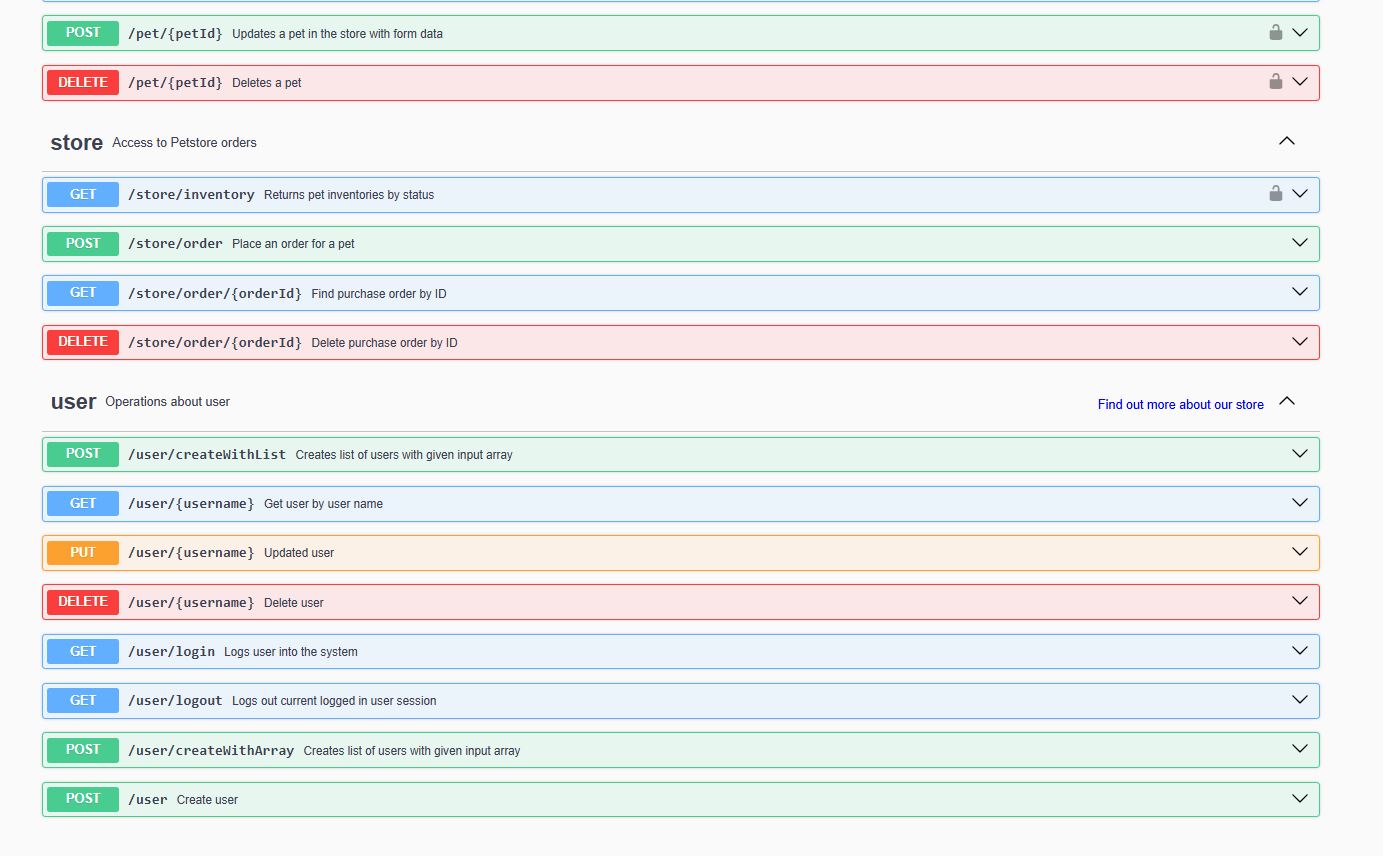 POST /pet/{petId} Updates a pet in the store with form data
DELETE /pet/{petId} Deletes a pet
store Access to Petstore orders
GET /store/inventory Returns pet inventories by status
POST /store/order Place an order for a pet
GET /store/order/{orderId} Find purchase order by ID
DELETE /store/order/{orderId} Delete purchase order by ID
user Operations about user Find out more about our store
POST /user/createWithList Creates list of users with given input array
GET /user/{username} Get user by user name
PUT /user/{username} Updated user
DELETE /user/{username} Delete user
GET /user/login Logs user into the system
GET /user/logout Logs out current logged in user session
POST /user/createWithArray Creates list of users with given input array
POST /user Create user